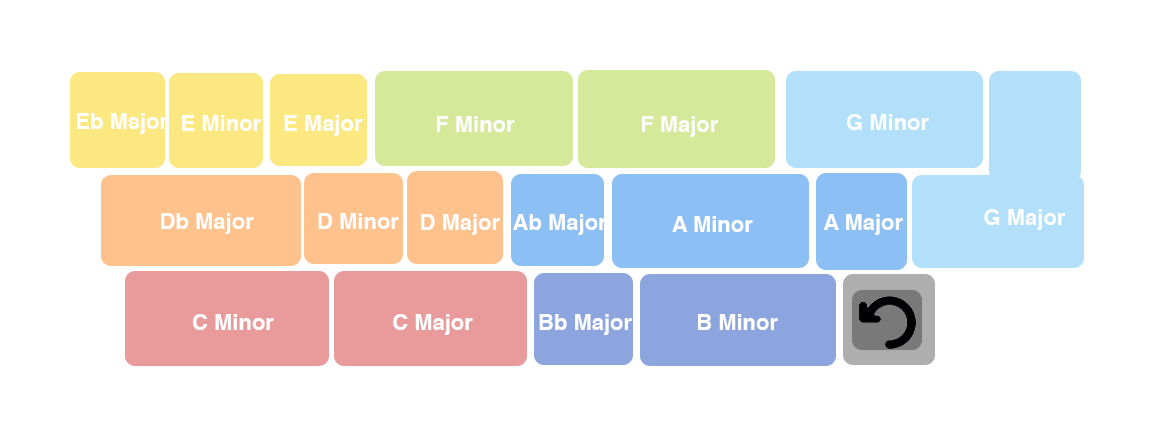 Eb Msjor
E Minor
E Major
F Minor
F Major
G Minor
Db Major
D Minor
D Major
Ab Major
A Minor
A Major
G Major
C Minor
C Major
Bb Major
B Minor